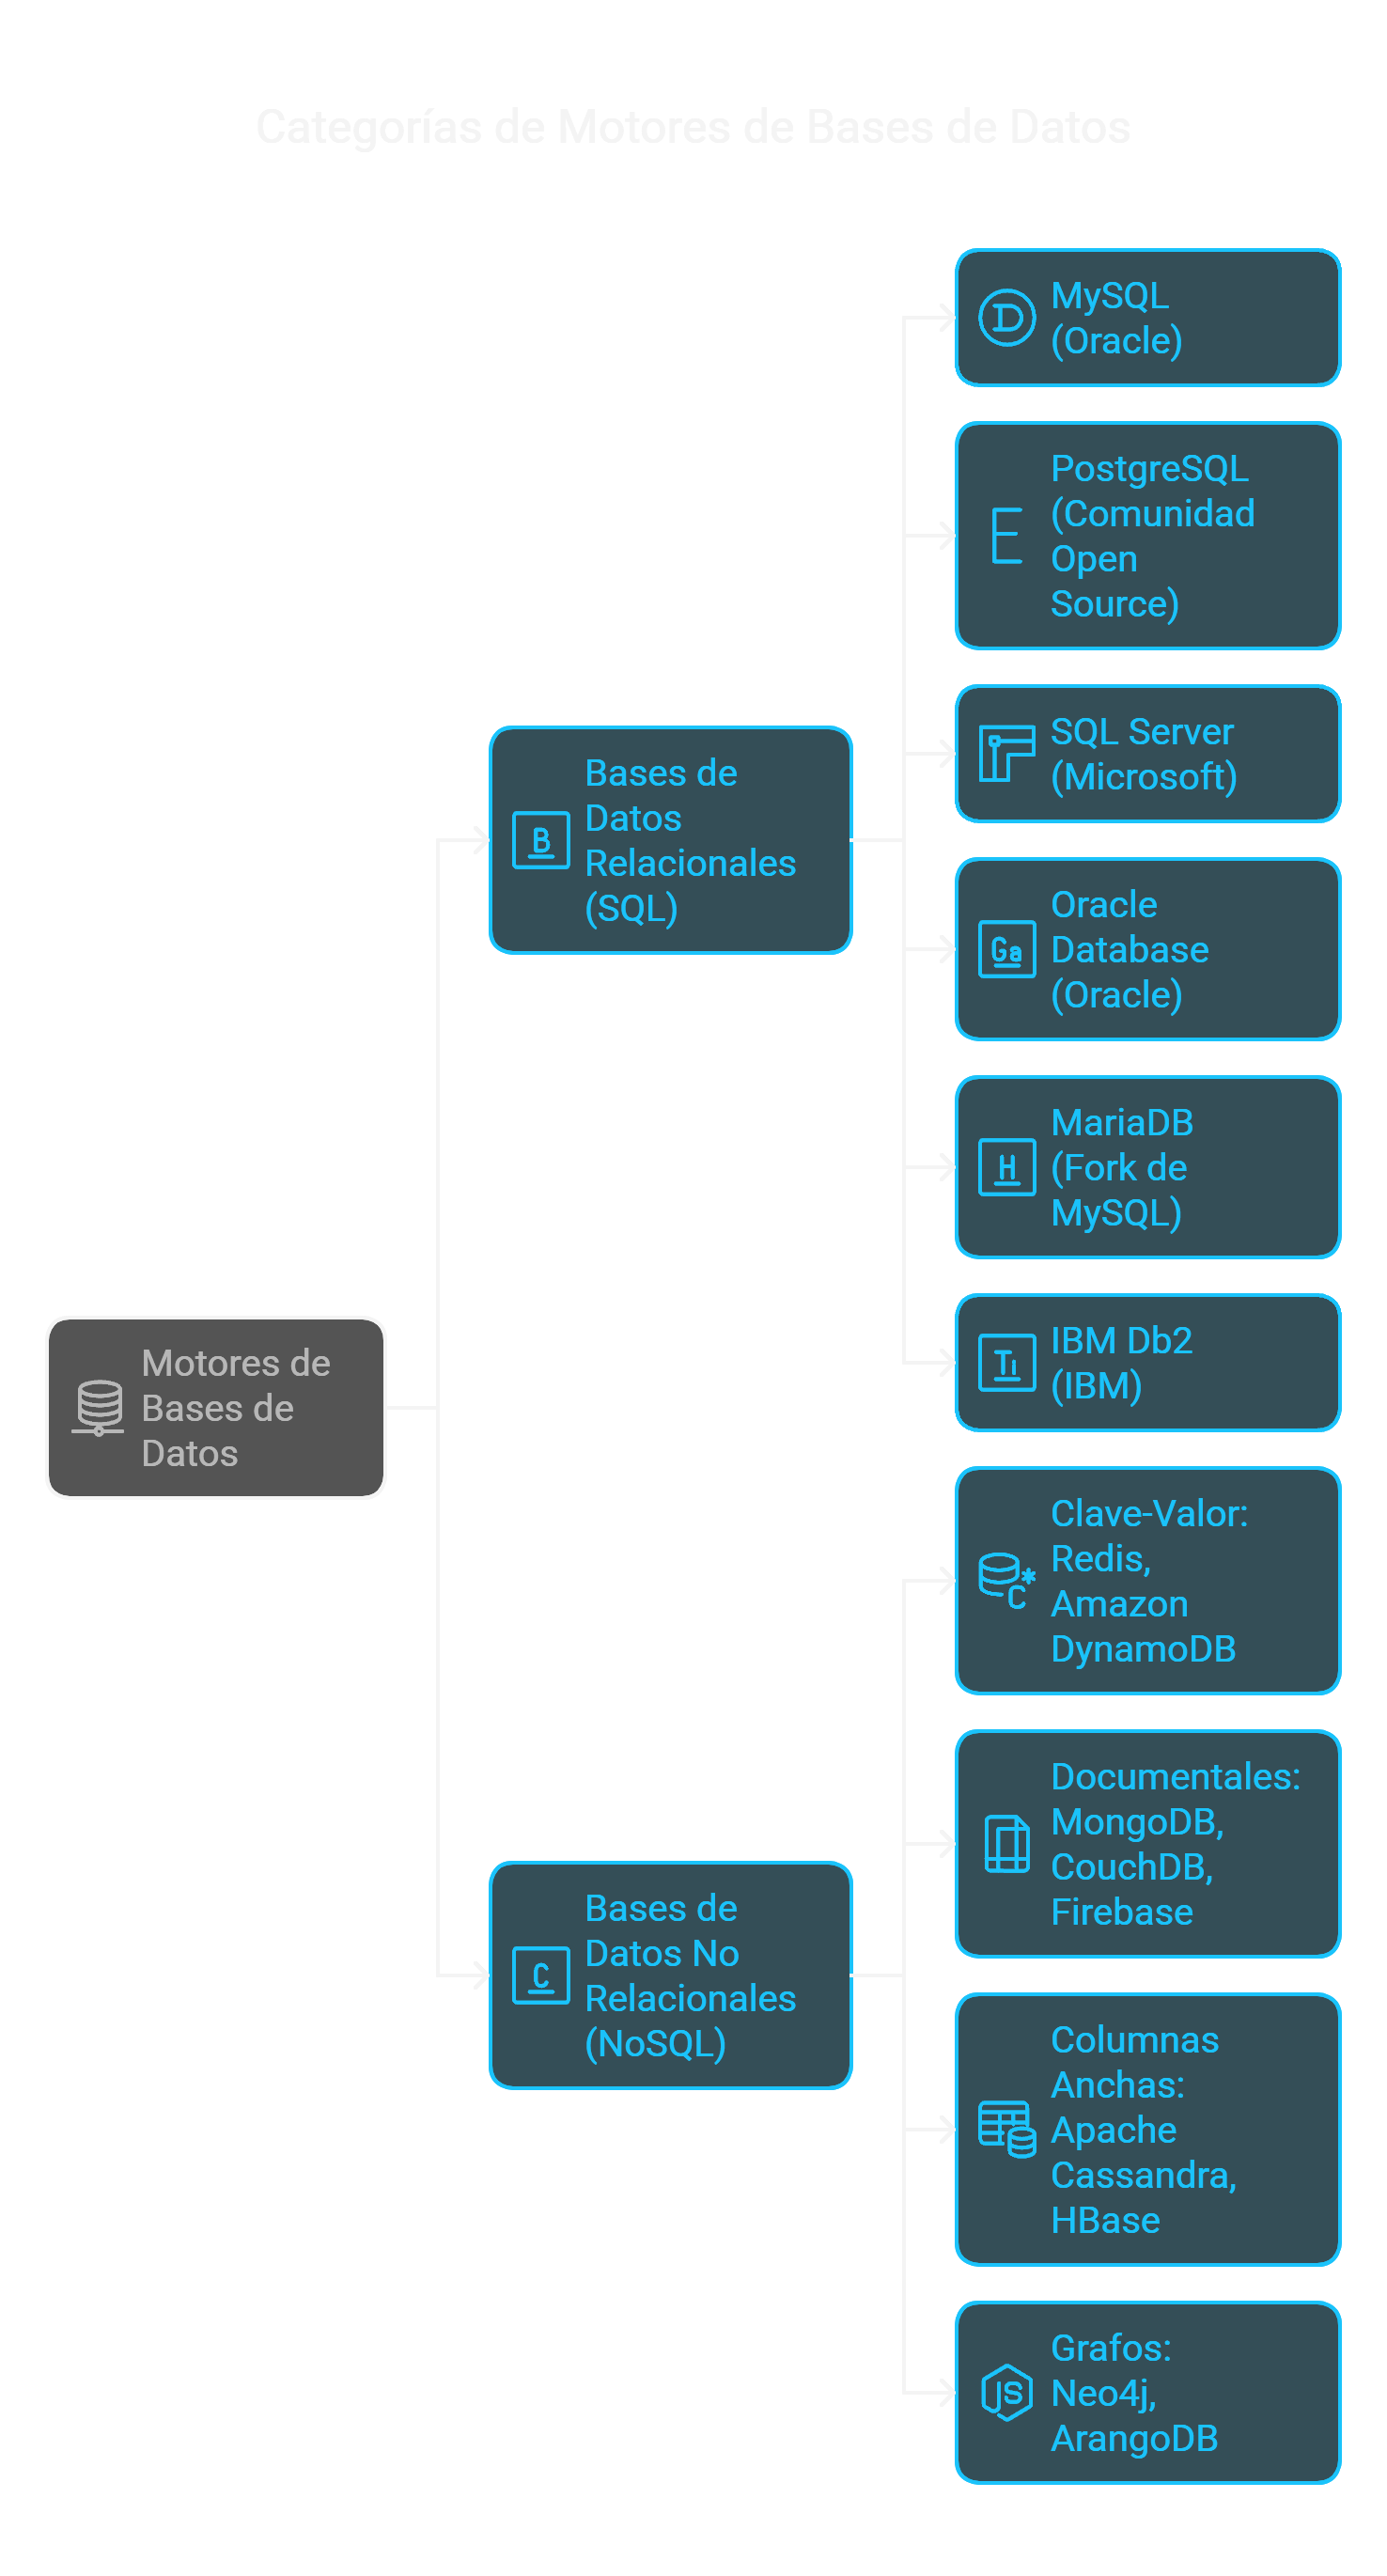 Categorías de Motores de Bases de Datos
MySQL
(Oracle)
PostgreSQL
(Comunidad
Open
Source)
SQL Server
(Microsoft)
Bases de
Datos
Relacionales
(SQL)
B
Oracle
Database
(Oracle)
Ga
MariaDB
(Fork de
MySQL)
H
IBM Db2
(IBM)
Ti
Motores de
Bases de
Datos
Clave-Valor:
Redis,
Amazon
DynamoDB
C*
Documentales:
MongoDB,
CouchDB,
Firebase
Bases de
Datos No
Relacionales
(NoSQL)
C
Columnas
Anchas:
Apache
Cassandra,
HBase
Grafos:
Neo4j,
ArangoDB
JS
D
E